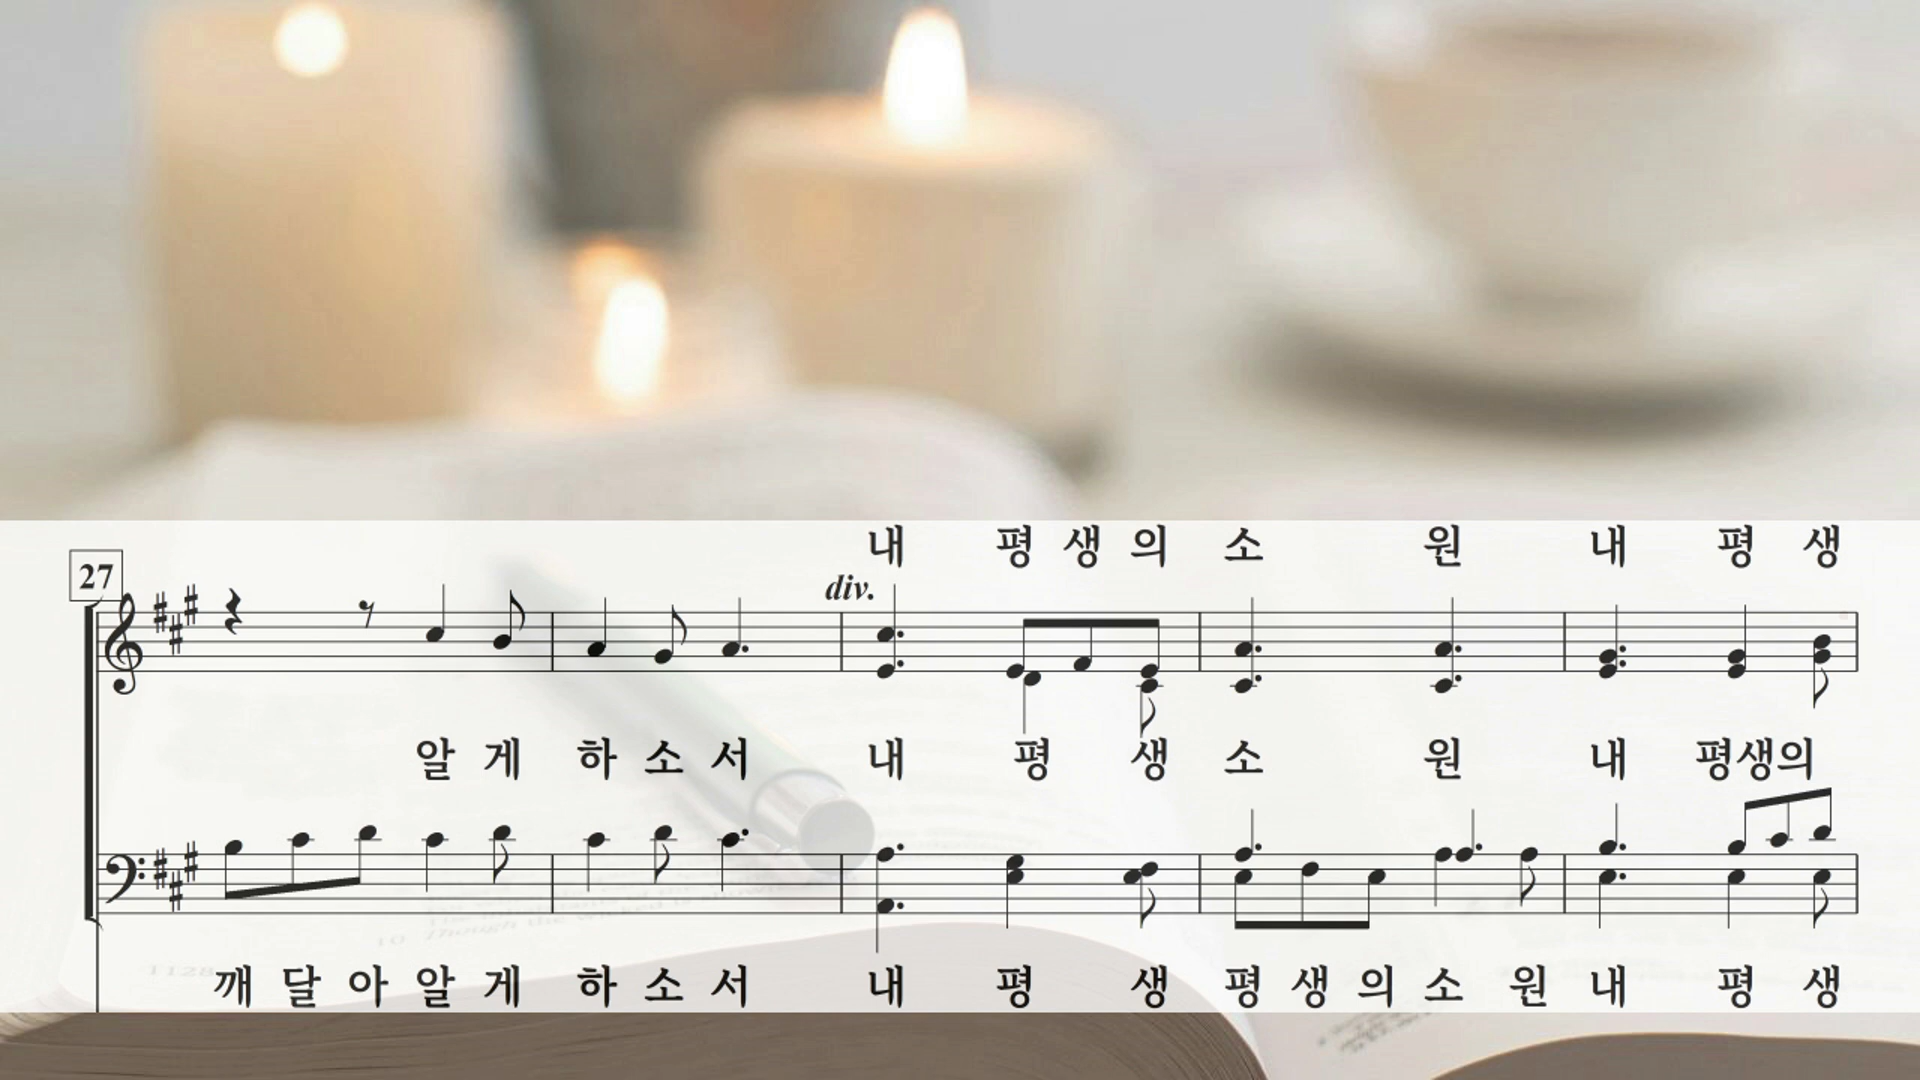 내 평 생 의 소 원 내 평 생
27
div.
알 게 하 소 서 내 평 생 소 원 내 평생의
깨 달 아 알 게 하 소 서 내 평 생 평 생 의 소 원 내 평 생